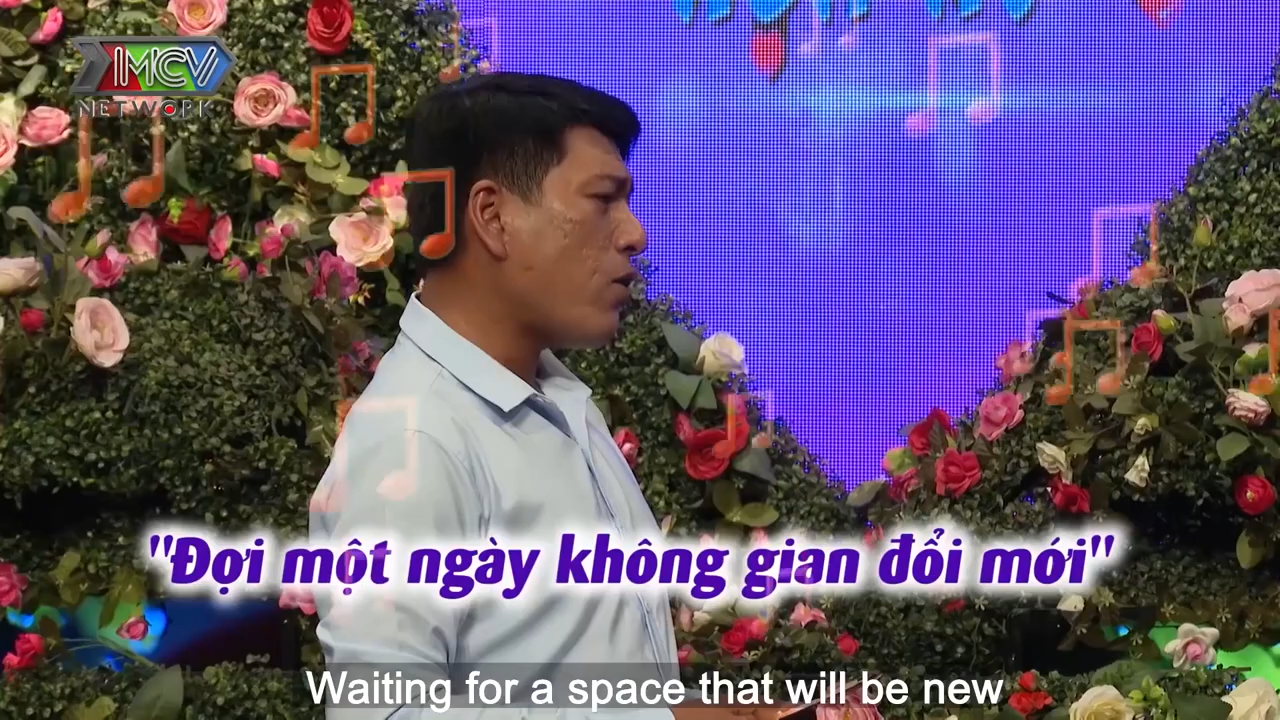 MCV
NETWORK
"Đợi một ngày không gian đổi mới"
Waiting for a space that will be new